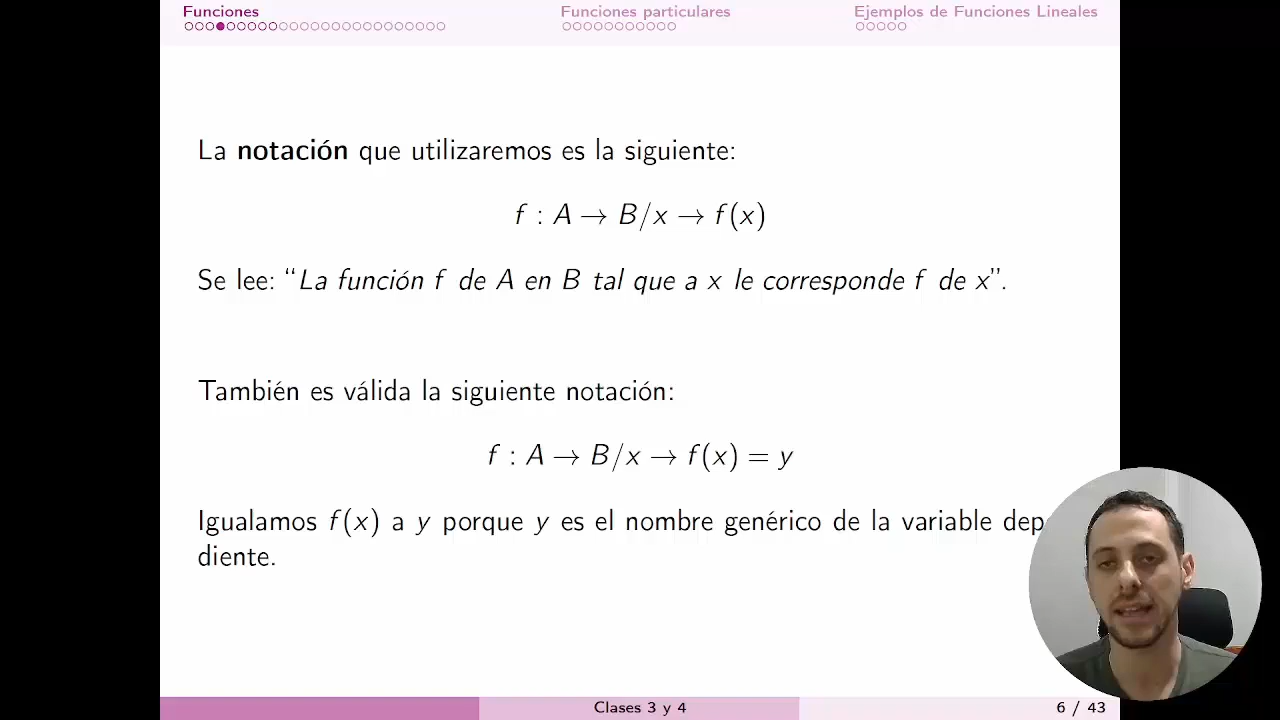 Funciones Funciones particulares Ejemplos de Funciones Lineales
La notación que utilizaremos es la siguiente:
f : A → B/x → f(x)
Se lee: “La función f de A en B tal que a x le corresponde f de x”.
También es válida la siguiente notación:
f : A → B/x → f(x) = y
Igualamos f(x) a y porque y es el nombre genérico de la variable dep
diente.
Clases 3 y 4 6 / 43